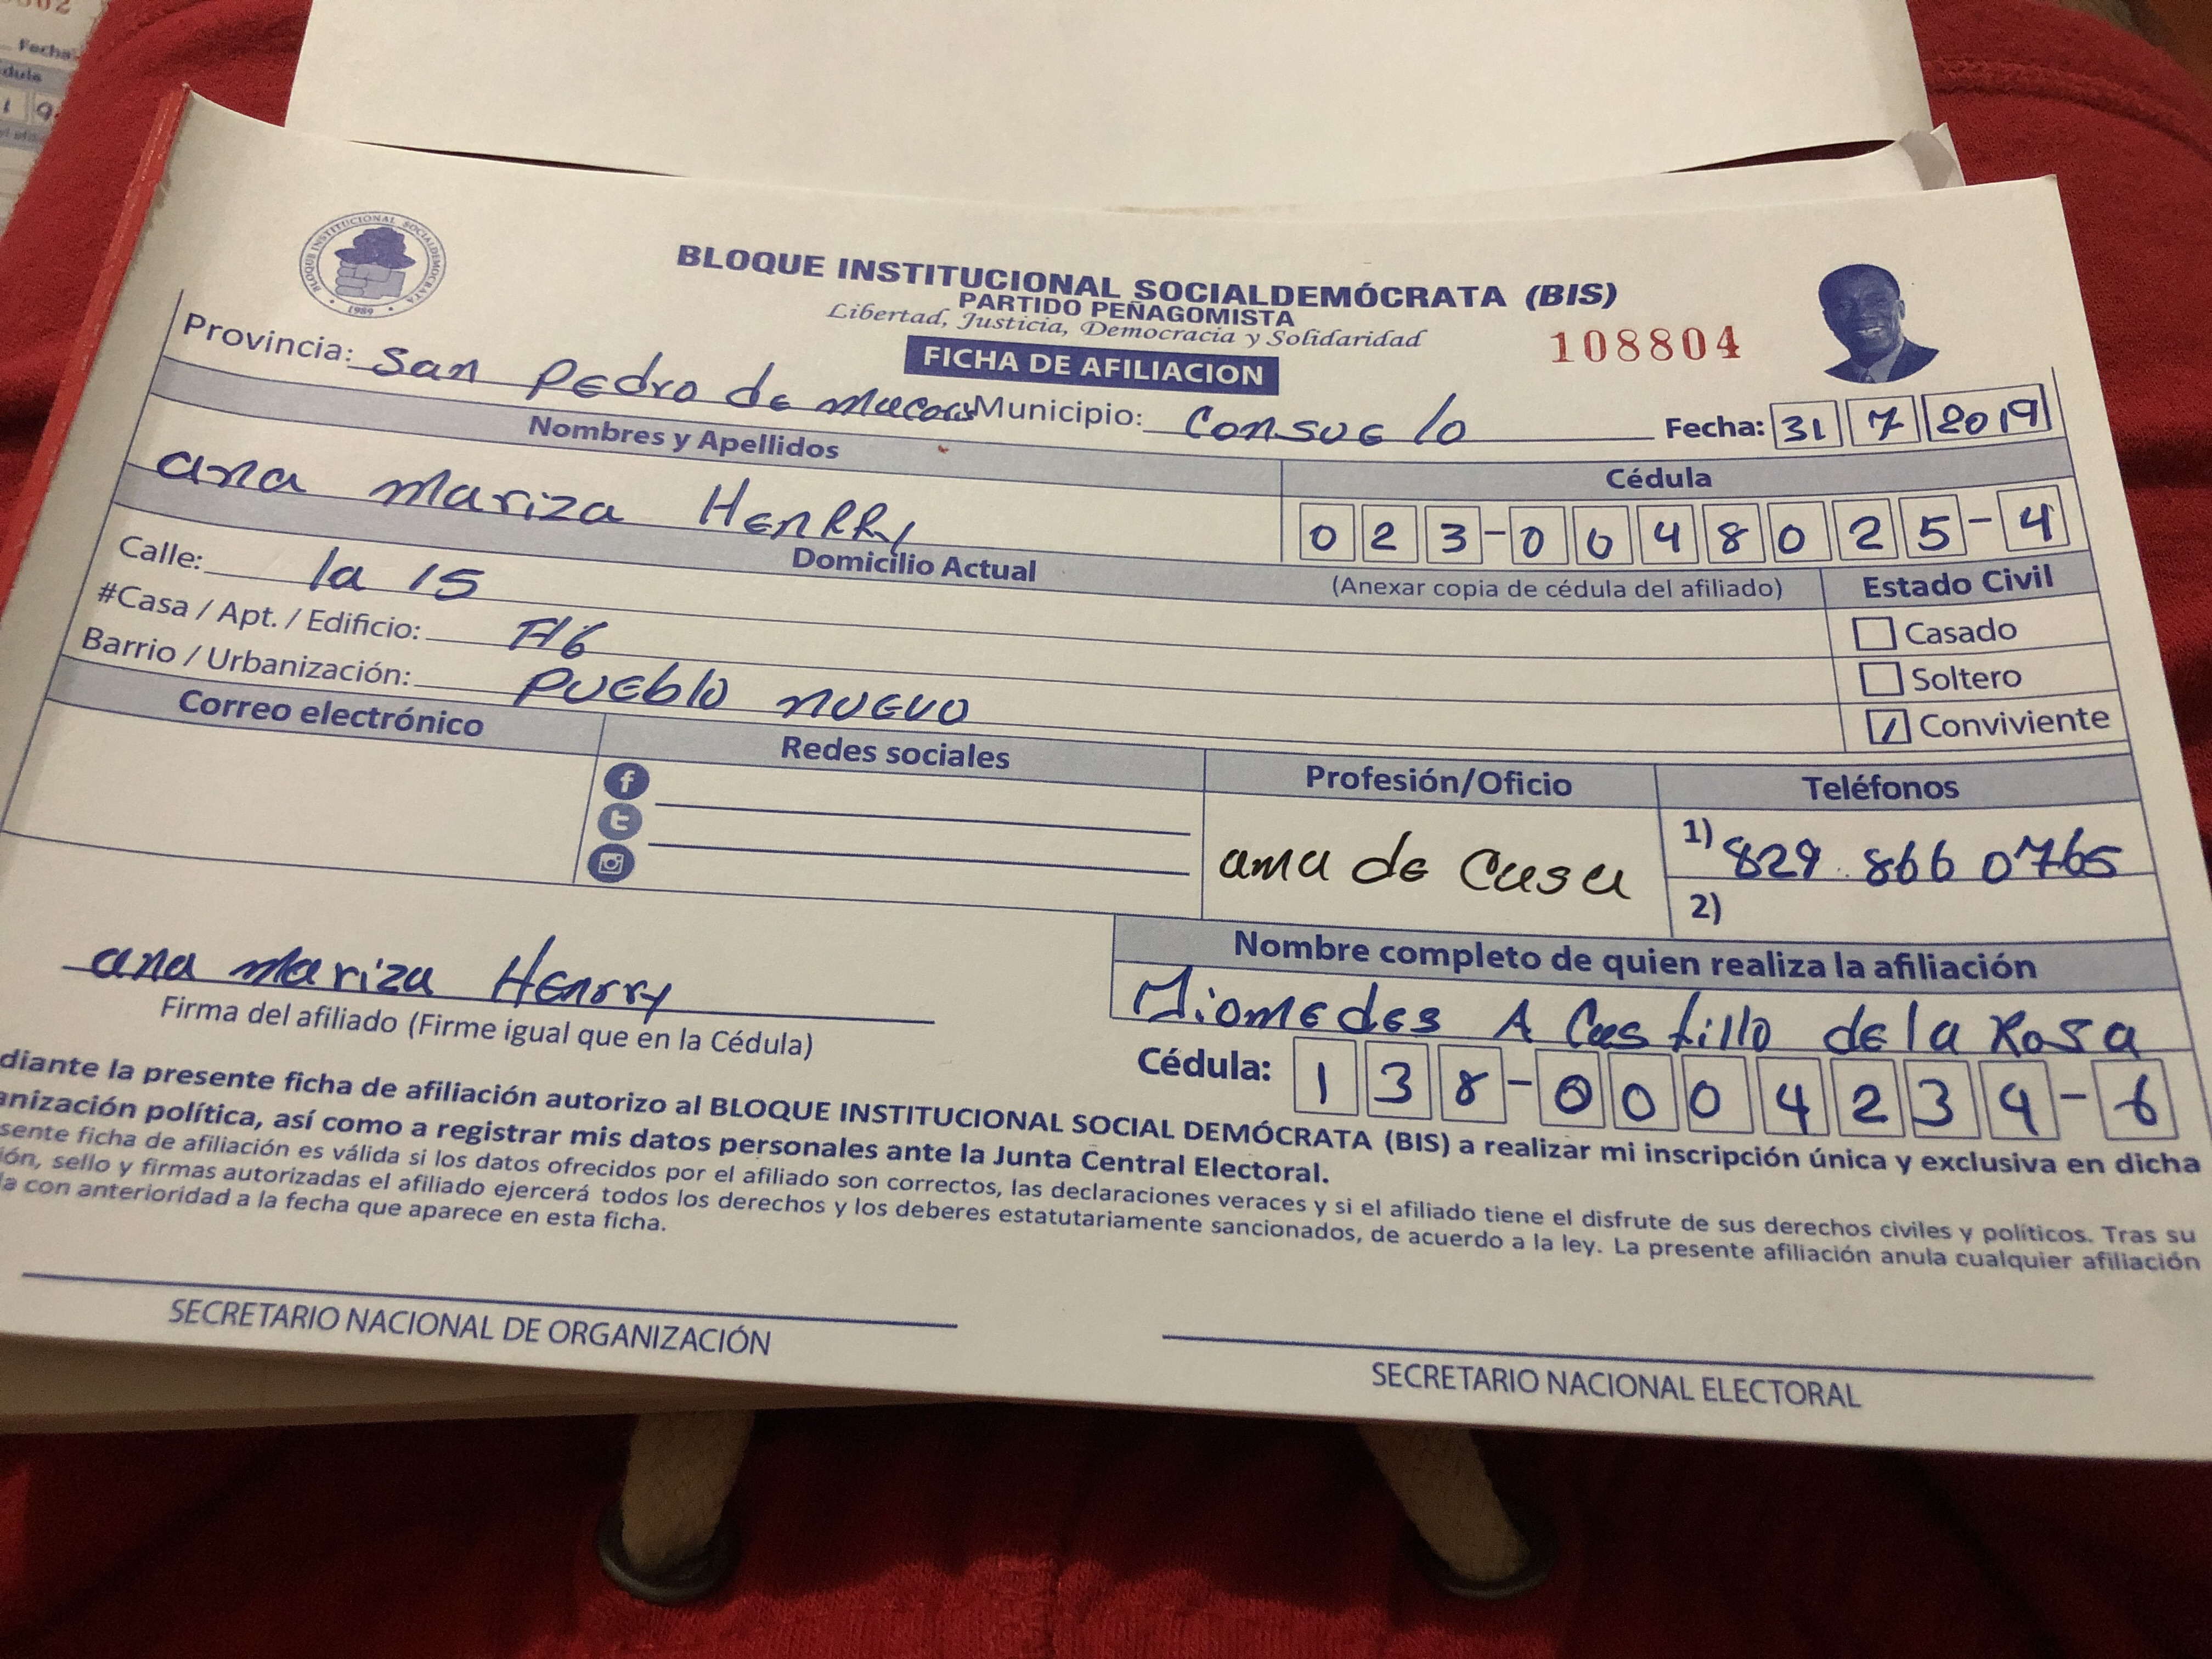 BLOQUE INSTITUCIONAL SOCIALDEMÓCRATA
1989
BLOQUE INSTITUCIONAL SOCIALDEMÓCRATA (BIS)
PARTIDO PEÑAGOMISTA
Libertad, Justicia, Democracia y Solidaridad
108804
FICHA DE AFILIACION
Provincia: San Pedro de Macoris Municipio: Consuelo Fecha: 31 7 2019
Nombres y Apellidos
Cédula
ana Mariza HenRRy
023-0048025-4
Domicilio Actual
(Anexar copia de cédula del afiliado)
Estado Civil
Calle: la 15
Casado
#Casa / Apt. / Edificio:
Soltero
Barrio / Urbanización: Pueblo nuevo
Conviviente
Correo electrónico
Redes sociales
Profesión/Oficio
Teléfonos
ama de Casa
1) 829 866 0765
2)
ana Mariza Henrry
Firma del afiliado (Firme igual que en la Cédula)
Nombre completo de quien realiza la afiliación
Diomedes A Castillo de la Rosa
Cédula: 138-0004239-6
diante la presente ficha de afiliación autorizo al BLOQUE INSTITUCIONAL SOCIAL DEMÓCRATA (BIS) a realizar mi inscripción única y exclusiva en dicha
anización política, así como a registrar mis datos personales ante la Junta Central Electoral.
sente ficha de afiliación es válida si los datos ofrecidos por el afiliado son correctos, las declaraciones veraces y si el afiliado tiene el disfrute de sus derechos civiles y políticos. Tras su
ión, sello y firmas autorizadas el afiliado ejercerá todos los derechos y los deberes estatutariamente sancionados, de acuerdo a la ley. La presente afiliación anula cualquier afiliación
la con anterioridad a la fecha que aparece en esta ficha.
SECRETARIO NACIONAL DE ORGANIZACIÓN
SECRETARIO NACIONAL ELECTORAL